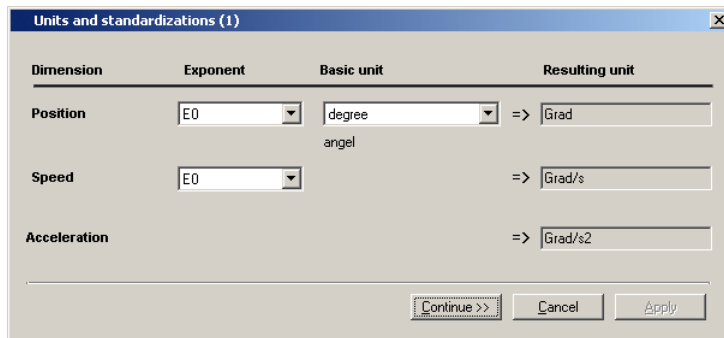 Units and standardizations (1)
Dimension Exponent Basic unit Resulting unit
Position E0 degree => Grad
angel
Speed E0 => Grad/s
Acceleration => Grad/s2
Continue >> Cancel Apply